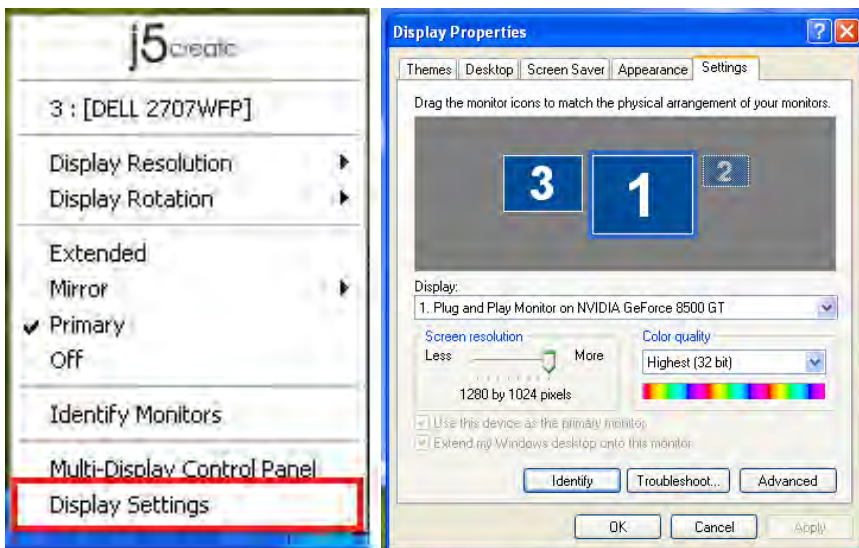 j5create
3 : [DELL 2707WFP]
Display Resolution
Display Rotation
Extended
Mirror
Primary
Off
Identify Monitors
Multi-Display Control Panel
Display Settings
Display Properties
Themes Desktop Screen Saver Appearance Settings
Drag the monitor icons to match the physical arrangement of your monitors.
3 1 2
Display:
1. Plug and Play Monitor on NVIDIA GeForce 8500 GT
Screen resolution Color quality
Less More Highest (32 bit)
1280 by 1024 pixels
Use this device as the primary monitor
Extend my Windows desktop onto this monitor
Identify Troubleshoot... Advanced
OK Cancel Apply